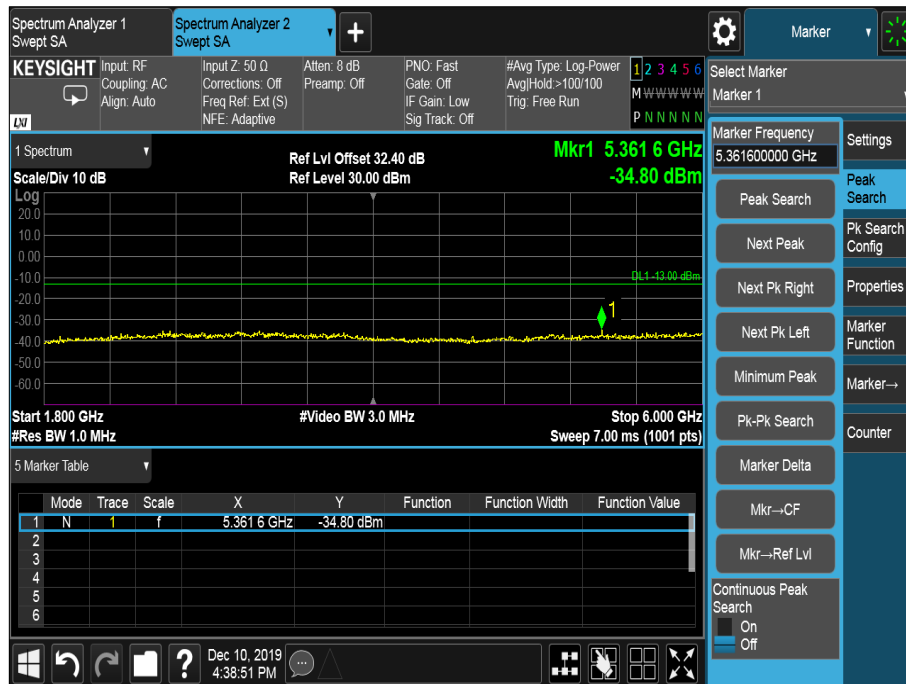 Spectrum Analyzer 1
Swept SA
Spectrum Analyzer 2
Swept SA
Marker
KEYSIGHT
LXI
Input: RF
Coupling: AC
Align: Auto
Input Z: 50 Ω
Corrections: Off
Freq Ref: Ext (S)
NFE: Adaptive
Atten: 8 dB
Preamp: Off
PNO: Fast
Gate: Off
IF Gain: Low
Sig Track: Off
#Avg Type: Log-Power
Avg|Hold:>100/100
Trig: Free Run
1 2 3 4 5 6
M W W W W W
P N N N N N
Select Marker
Marker 1
1 Spectrum
Scale/Div 10 dB
Ref Lvl Offset 32.40 dB
Ref Level 30.00 dBm
Mkr1 5.361 6 GHz
-34.80 dBm
Log
20.0
10.0
0.00
-10.0
-20.0
-30.0
-40.0
-50.0
-60.0
DL1 -13.00 dBm
1
Start 1.800 GHz
#Video BW 3.0 MHz
Stop 6.000 GHz
#Res BW 1.0 MHz
Sweep 7.00 ms (1001 pts)
5 Marker Table
Mode Trace Scale X Y Function Function Width Function Value
1 N 1 f 5.361 6 GHz -34.80 dBm
2
3
4
5
6
Marker Frequency
5.361600000 GHz
Peak Search
Next Peak
Next Pk Right
Next Pk Left
Minimum Peak
Pk-Pk Search
Marker Delta
Mkr→CF
Mkr→Ref Lvl
Continuous Peak
Search
On
Off
Settings
Peak
Search
Pk Search
Config
Properties
Marker
Function
Marker→
Counter
?
Dec 10, 2019
4:38:51 PM